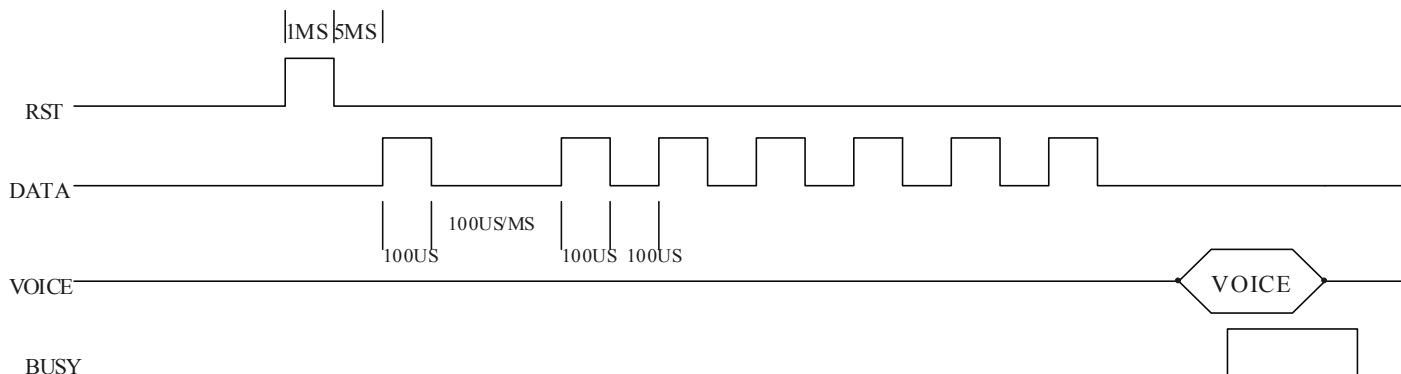 1MS 5MS
RST
DATA
100US/MS
100US 100US 100US
VOICE VOICE
BUSY